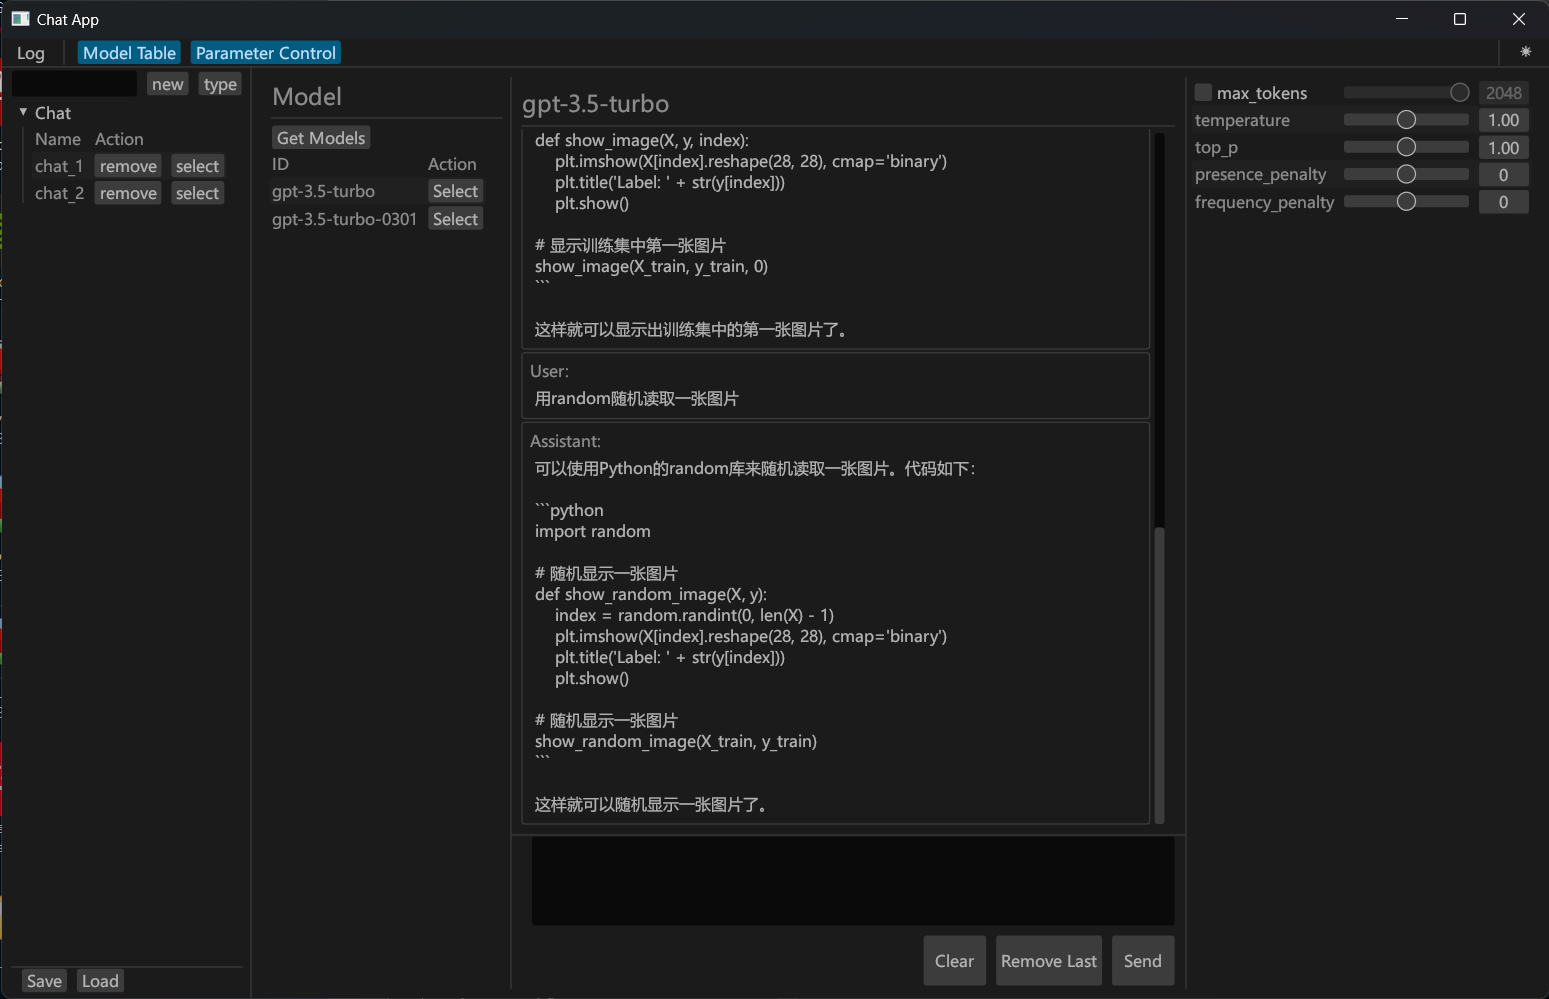 Chat App
Log
Model Table
Parameter Control
new
type
Chat
Name Action
chat_1 remove select
chat_2 remove select
Save
Load
Model
Get Models
ID Action
gpt-3.5-turbo Select
gpt-3.5-turbo-0301 Select
gpt-3.5-turbo
def show_image(X, y, index):
    plt.imshow(X[index].reshape(28, 28), cmap='binary')
    plt.title('Label: ' + str(y[index]))
    plt.show()
# 显示训练集中第一张图片
show_image(X_train, y_train, 0)
```
这样就可以显示出训练集中的第一张图片了。
User:
用random随机读取一张图片
Assistant:
可以使用Python的random库来随机读取一张图片。代码如下：
```python
import random
# 随机显示一张图片
def show_random_image(X, y):
    index = random.randint(0, len(X) - 1)
    plt.imshow(X[index].reshape(28, 28), cmap='binary')
    plt.title('Label: ' + str(y[index]))
    plt.show()
# 随机显示一张图片
show_random_image(X_train, y_train)
```
这样就可以随机显示一张图片了。
Clear
Remove Last
Send
max_tokens 2048
temperature 1.00
top_p 1.00
presence_penalty 0
frequency_penalty 0